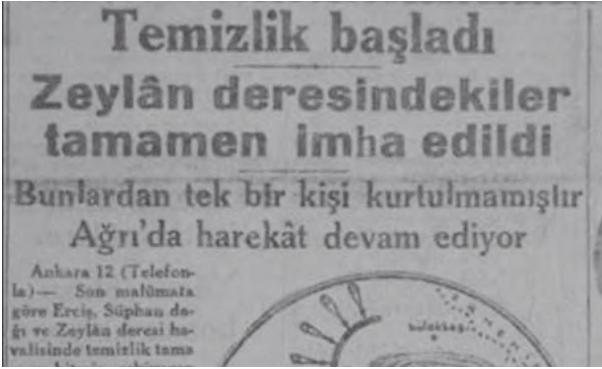 Temizlik başladı
Zeylân deresindekiler
tamamen imha edildi
Bunlardan tek bir kişi kurtulmamıştır
Ağrı'da harekât devam ediyor
Ankara 12 (Telefon-
la)— Son malûmata
göre Erciş, Süphan da-
ğı ve Zeylân deresi ha-
valisinde temizlik tama